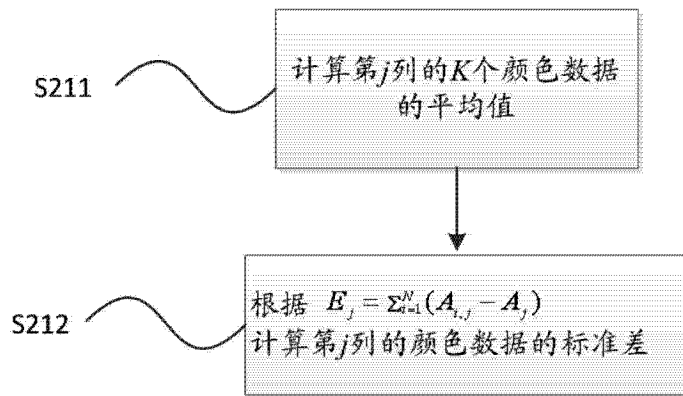 S211
计算第j列的K个颜色数据
的平均值
S212
根据 E_j = Σ_{i=1}^{N}(A_{i,j} − A_j)
计算第j列的颜色数据的标准差